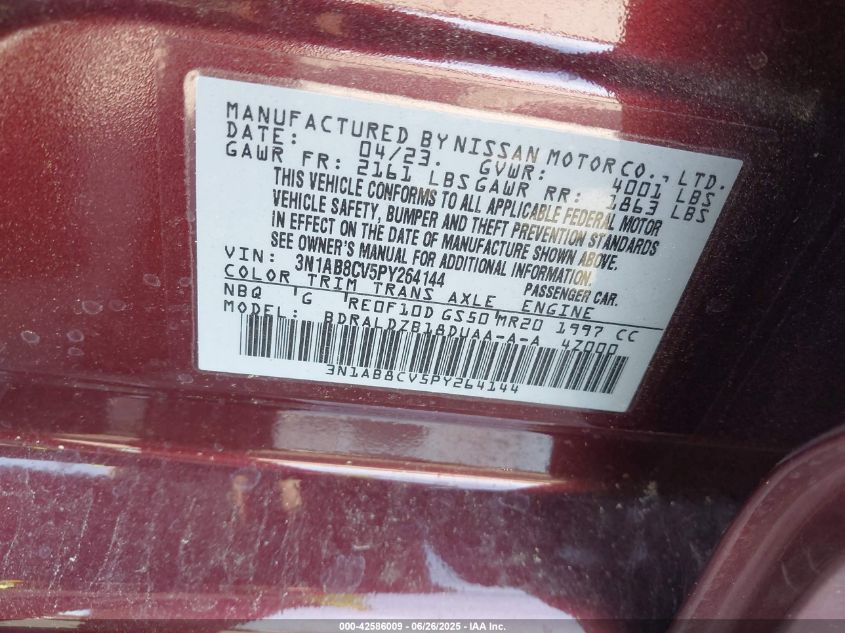 MANUFACTURED BY NISSAN MOTOR CO., LTD.
DATE: 04/23. GVWR: 4001 LBS
GAWR FR: 2161 LBS GAWR RR: 1863 LBS
THIS VEHICLE CONFORMS TO ALL APPLICABLE FEDERAL MOTOR
VEHICLE SAFETY, BUMPER AND THEFT PREVENTION STANDARDS
IN EFFECT ON THE DATE OF MANUFACTURE SHOWN ABOVE.
SEE OWNER'S MANUAL FOR ADDITIONAL INFORMATION.
VIN: 3N1AB8CV5PY264144 PASSENGER CAR.
COLOR TRIM TRANS AXLE ENGINE
NBQ G RE0F10D GS50 MR20 1997 CC
MODEL: BDRALDZB18DUAA-A-A 4Z000
3N1AB8CV5PY264144
000-42586009 | 06/26/2025 - IAA Inc.